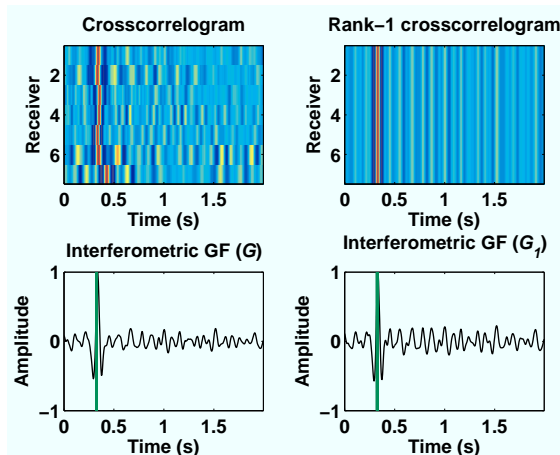 Crosscorrelogram
Receiver
2
4
6
0 0.5 1 1.5
Time (s)
Rank−1 crosscorrelogram
Receiver
2
4
6
0 0.5 1 1.5
Time (s)
Interferometric GF (G)
Amplitude
1
0
−1
0 0.5 1 1.5
Time (s)
Interferometric GF (G1)
Amplitude
1
0
−1
0 0.5 1 1.5
Time (s)